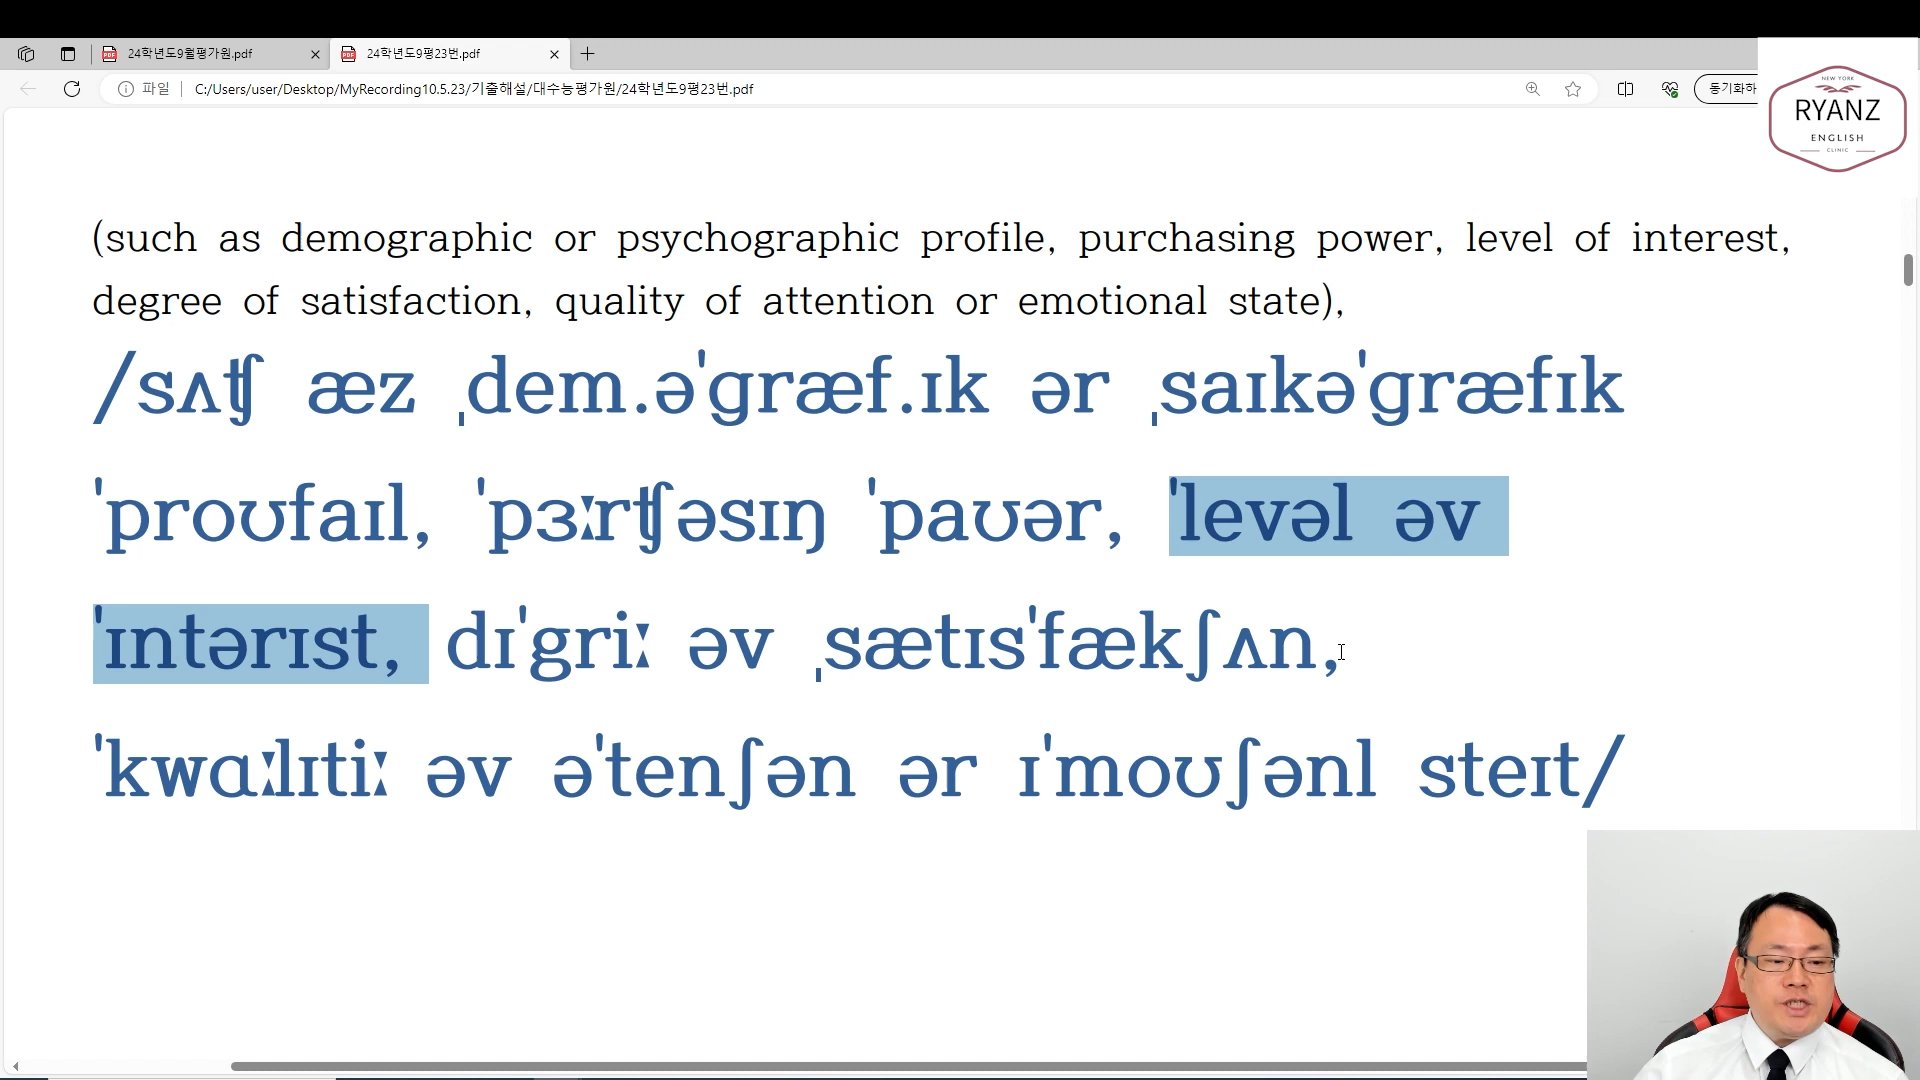 24학년도9월평가원.pdf
24학년도9평23번.pdf
파일
C:/Users/user/Desktop/MyRecording10.5.23/기출해설/대수능평가원/24학년도9평23번.pdf
동기화하
NEW YORK
RYANZ
ENGLISH
CLINIC
(such as demographic or psychographic profile, purchasing power, level of interest,
degree of satisfaction, quality of attention or emotional state),
/sʌʧ æz ˌdem.əˈɡræf.ɪk ər ˌsaɪkəˈɡræfɪk
ˈproʊfaɪl, ˈpɜːrʧəsɪŋ ˈpaʊər, ˈlevəl əv
ˈɪntərɪst, dɪˈɡriː əv ˌsætɪsˈfækʃʌn,
ˈkwɑːlɪtiː əv əˈtenʃən ər ɪˈmoʊʃənl steɪt/